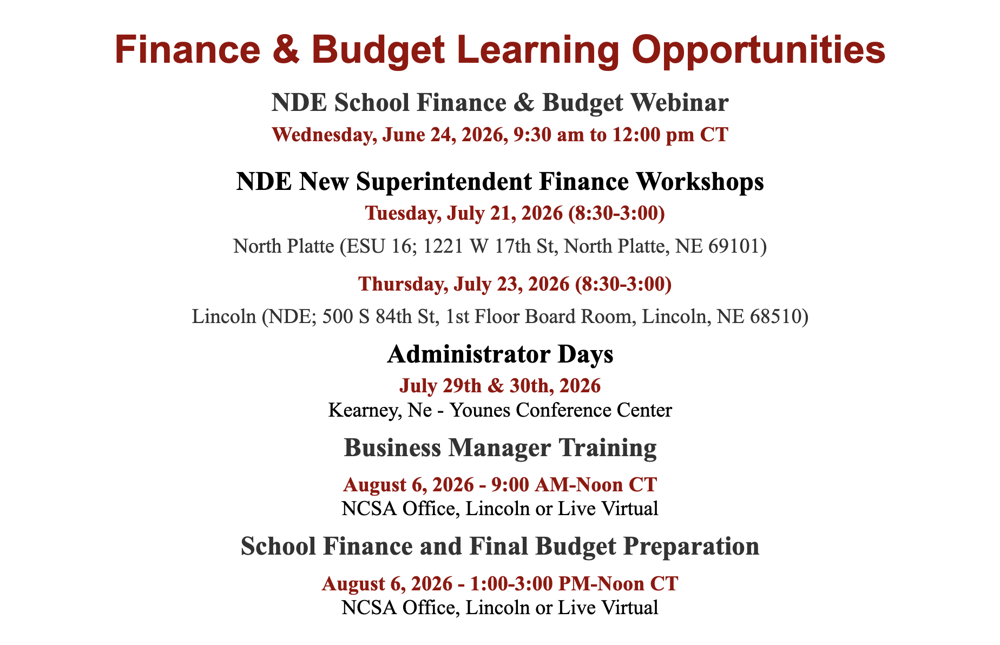 Finance & Budget Learning Opportunities
NDE School Finance & Budget Webinar
Wednesday, June 24, 2026, 9:30 am to 12:00 pm CT
NDE New Superintendent Finance Workshops
Tuesday, July 21, 2026 (8:30-3:00)
North Platte (ESU 16; 1221 W 17th St, North Platte, NE 69101)
Thursday, July 23, 2026 (8:30-3:00)
Lincoln (NDE; 500 S 84th St, 1st Floor Board Room, Lincoln, NE 68510)
Administrator Days
July 29th & 30th, 2026
Kearney, Ne - Younes Conference Center
Business Manager Training
August 6, 2026 - 9:00 AM-Noon CT
NCSA Office, Lincoln or Live Virtual
School Finance and Final Budget Preparation
August 6, 2026 - 1:00-3:00 PM-Noon CT
NCSA Office, Lincoln or Live Virtual